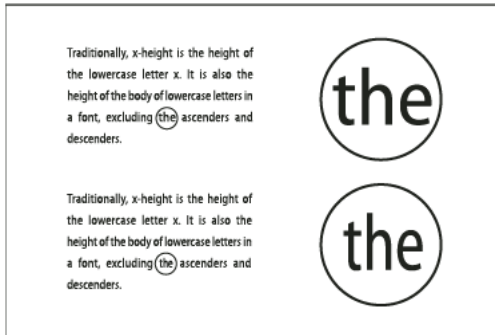 Traditionally, x-height is the height of
the lowercase letter x. It is also the
height of the body of lowercase letters in
a font, excluding the ascenders and
descenders.
the
Traditionally, x-height is the height of
the lowercase letter x. It is also the
height of the body of lowercase letters in
a font, excluding the ascenders and
descenders.
the